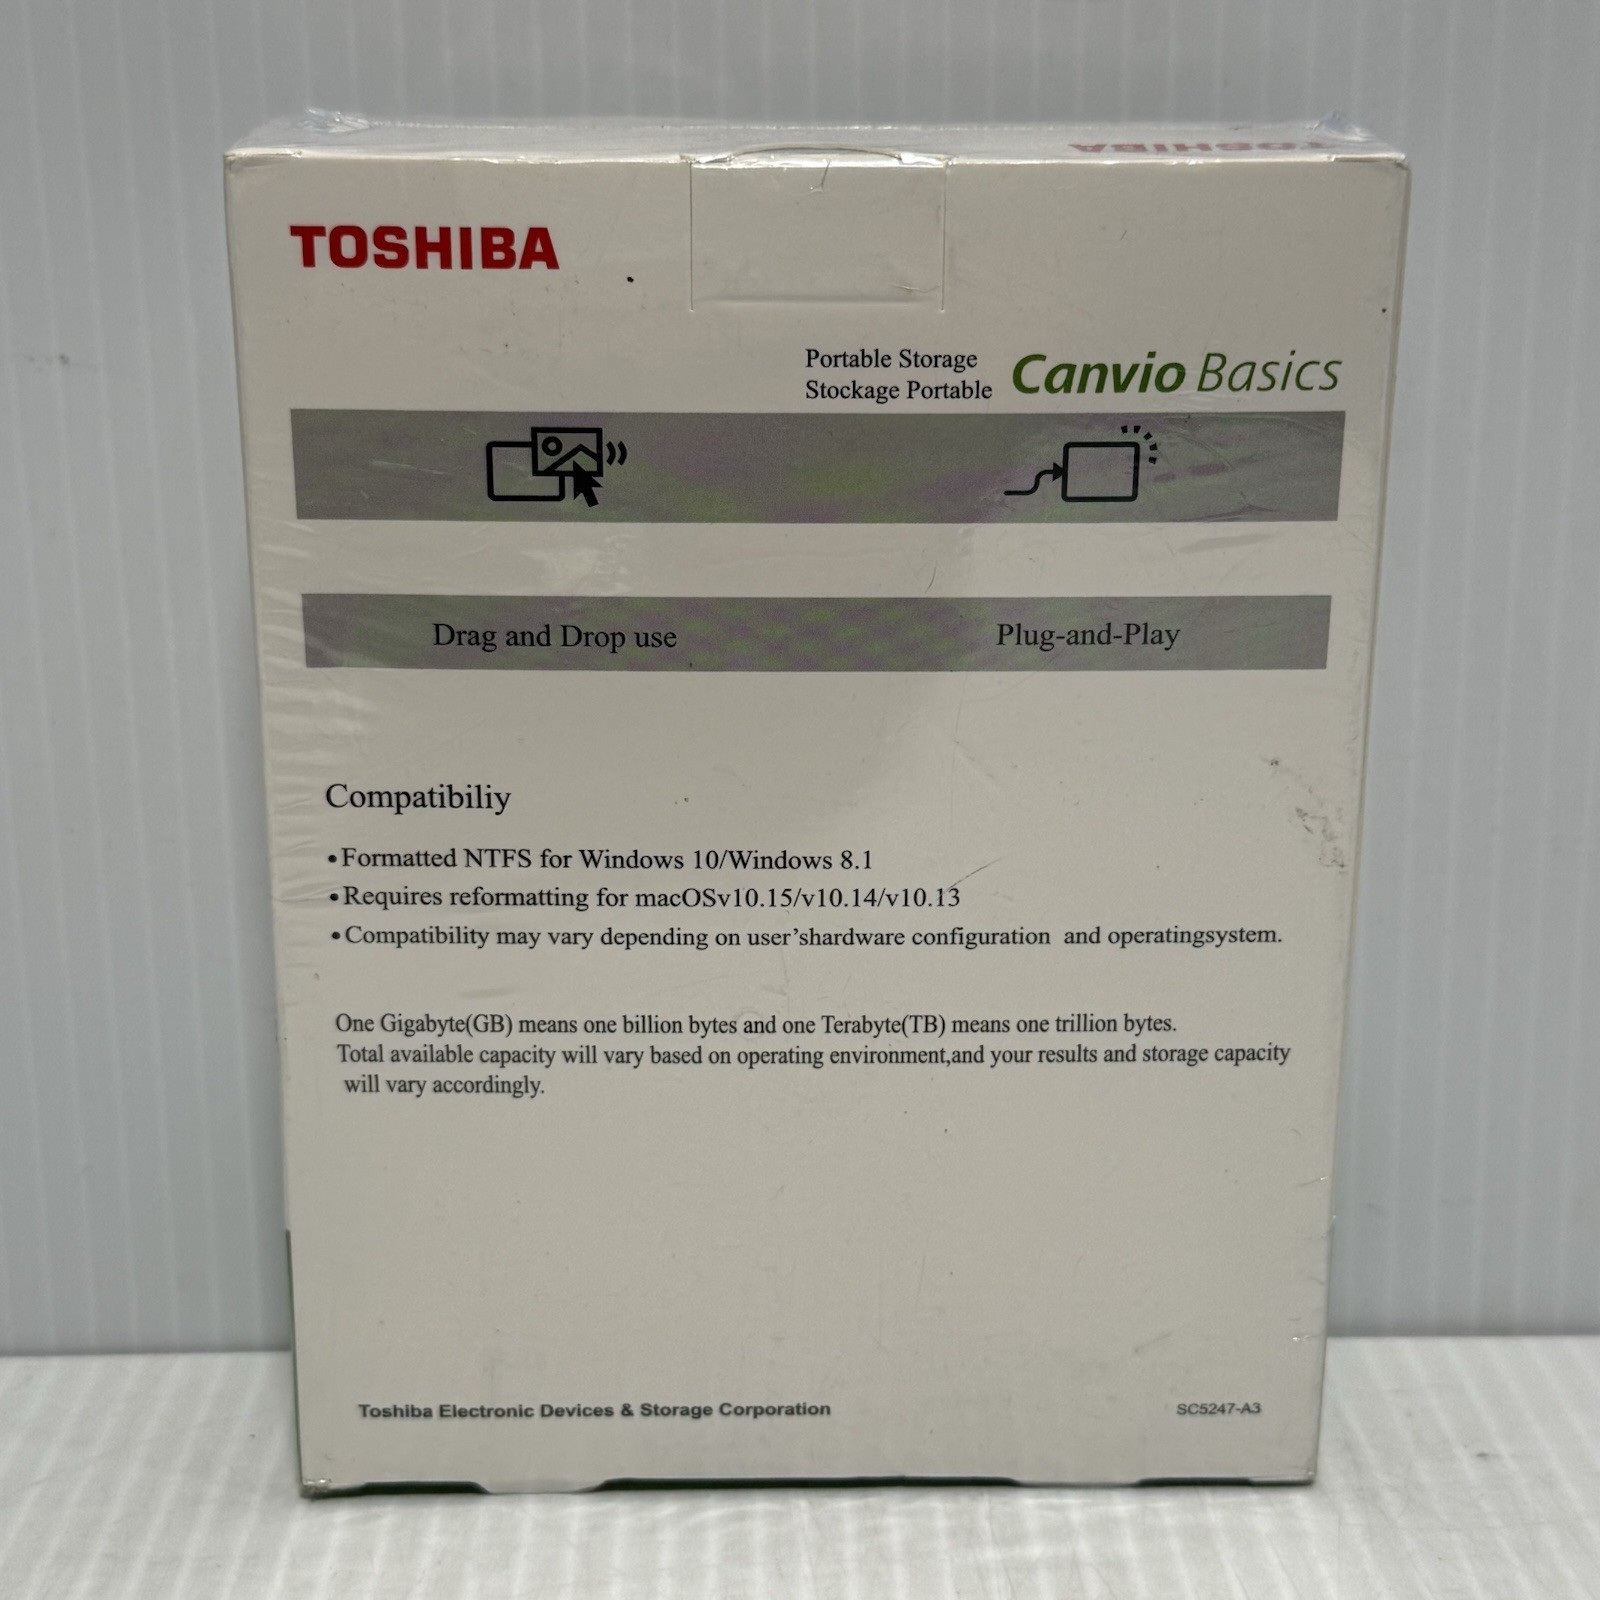 TOSHIBA
TOSHIBA
Portable Storage
Stockage Portable
Canvio Basics
Drag and Drop use
Plug-and-Play
Compatibiliy
•Formatted NTFS for Windows 10/Windows 8.1
•Requires reformatting for macOSv10.15/v10.14/v10.13
•Compatibility may vary depending on user'shardware configuration and operatingsystem.
One Gigabyte(GB) means one billion bytes and one Terabyte(TB) means one trillion bytes.
Total available capacity will vary based on operating environment,and your results and storage capacity
will vary accordingly.
Toshiba Electronic Devices & Storage Corporation
SC5247-A3